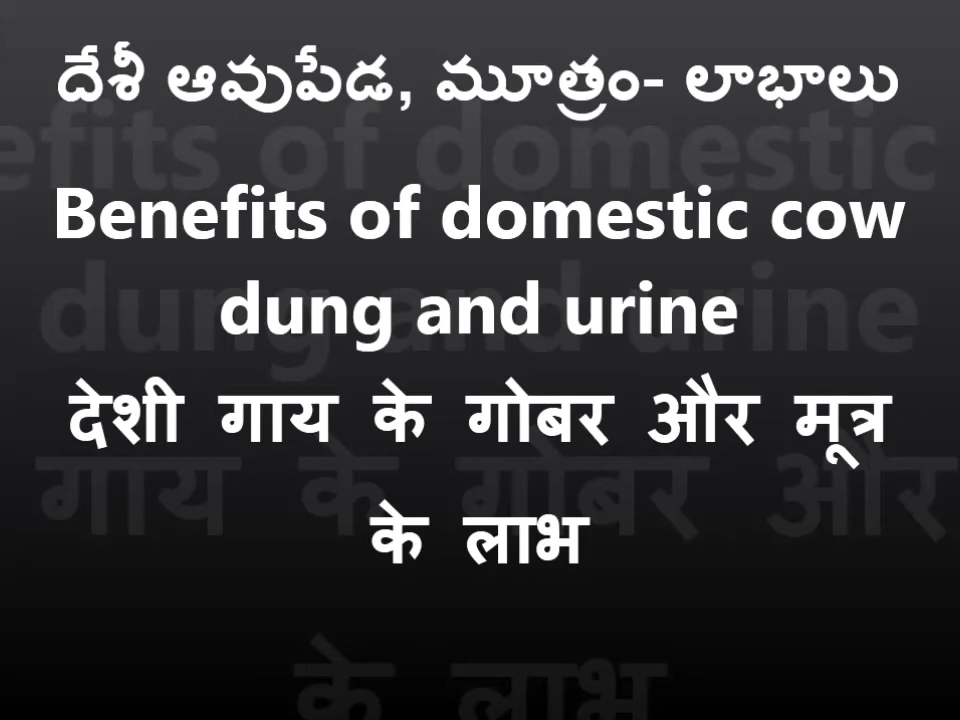 దేశీ ఆవుపేడ, మూత్రం- లాభాలు
Benefits of domestic cow
dung and urine
देशी गाय के गोबर और मूत्र
के लाभ